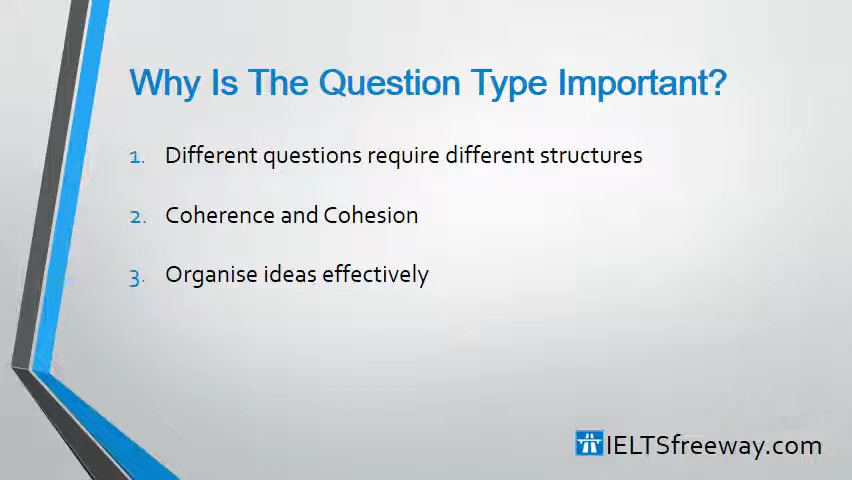 Why Is The Question Type Important?
1. Different questions require different structures
2. Coherence and Cohesion
3. Organise ideas effectively
IELTSfreeway.com